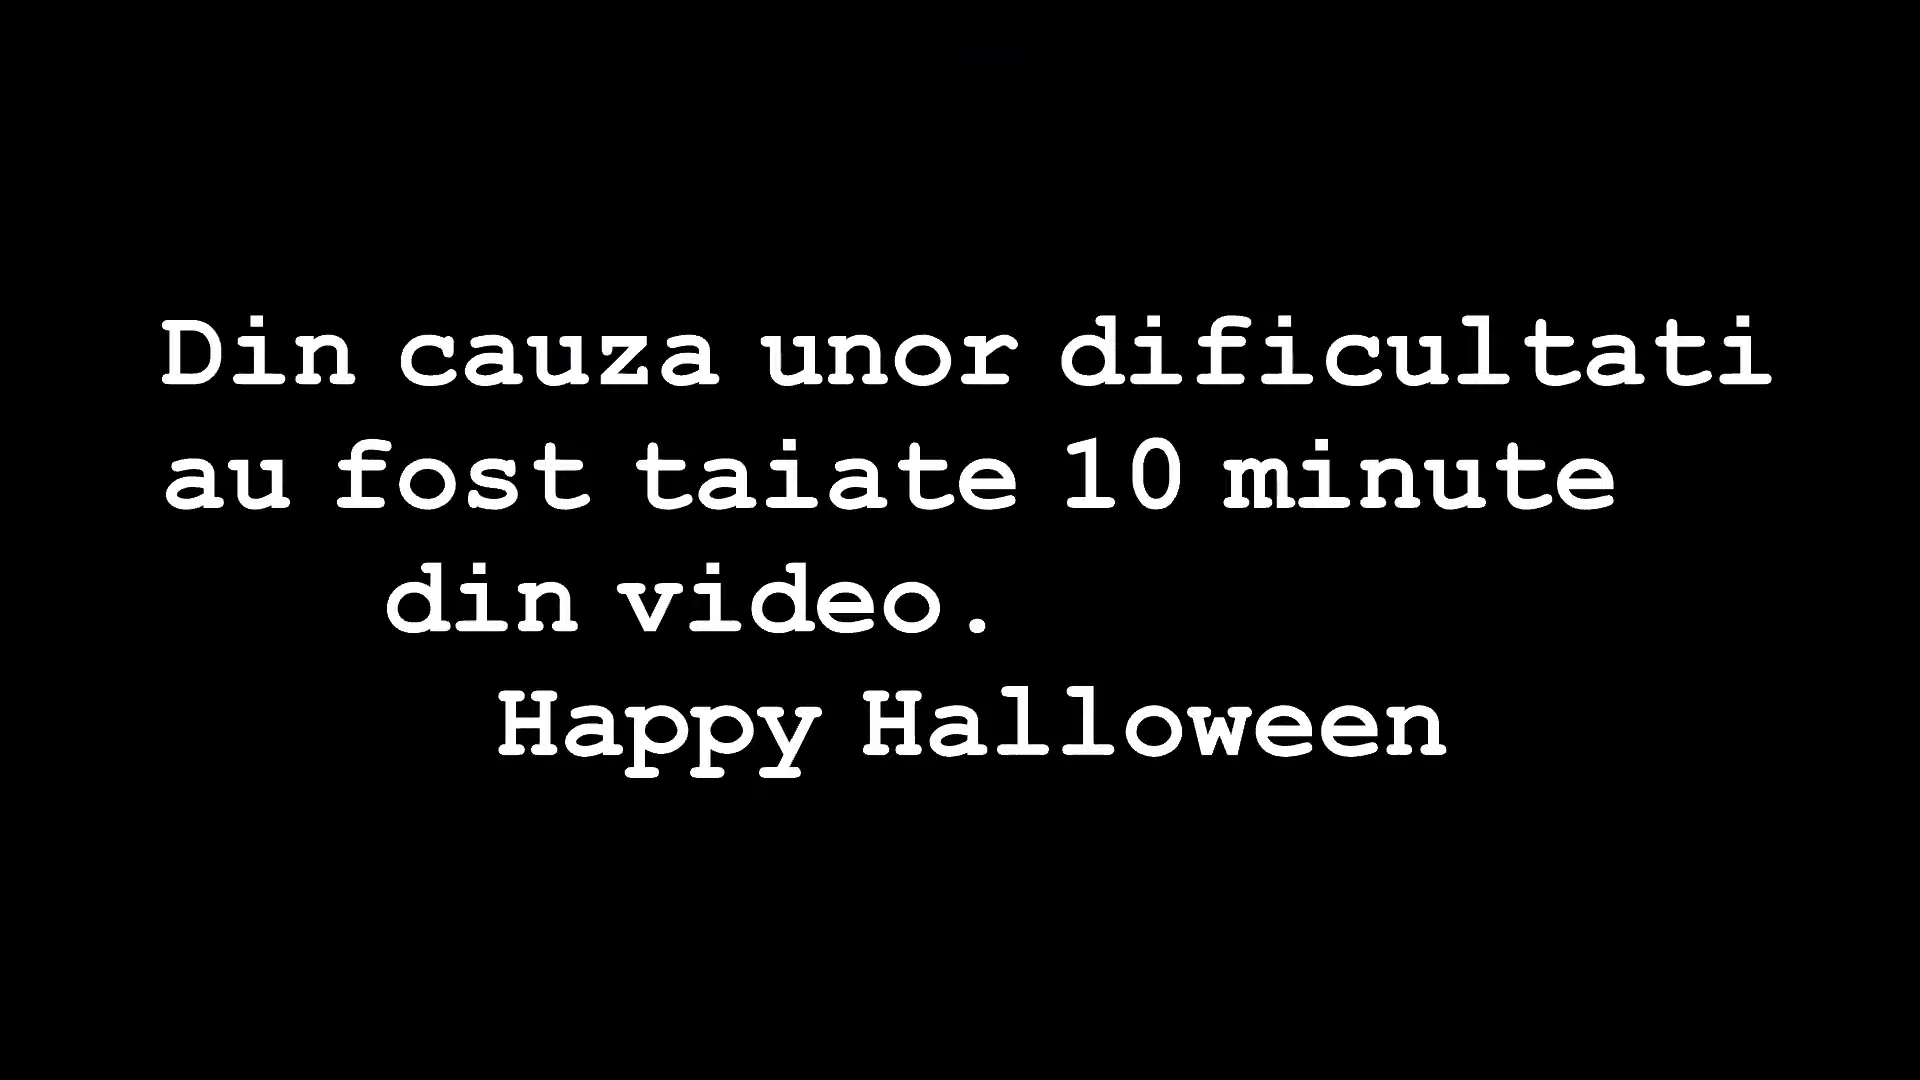 Din cauza unor dificultati
au fost taiate 10 minute
din video.
Happy Halloween